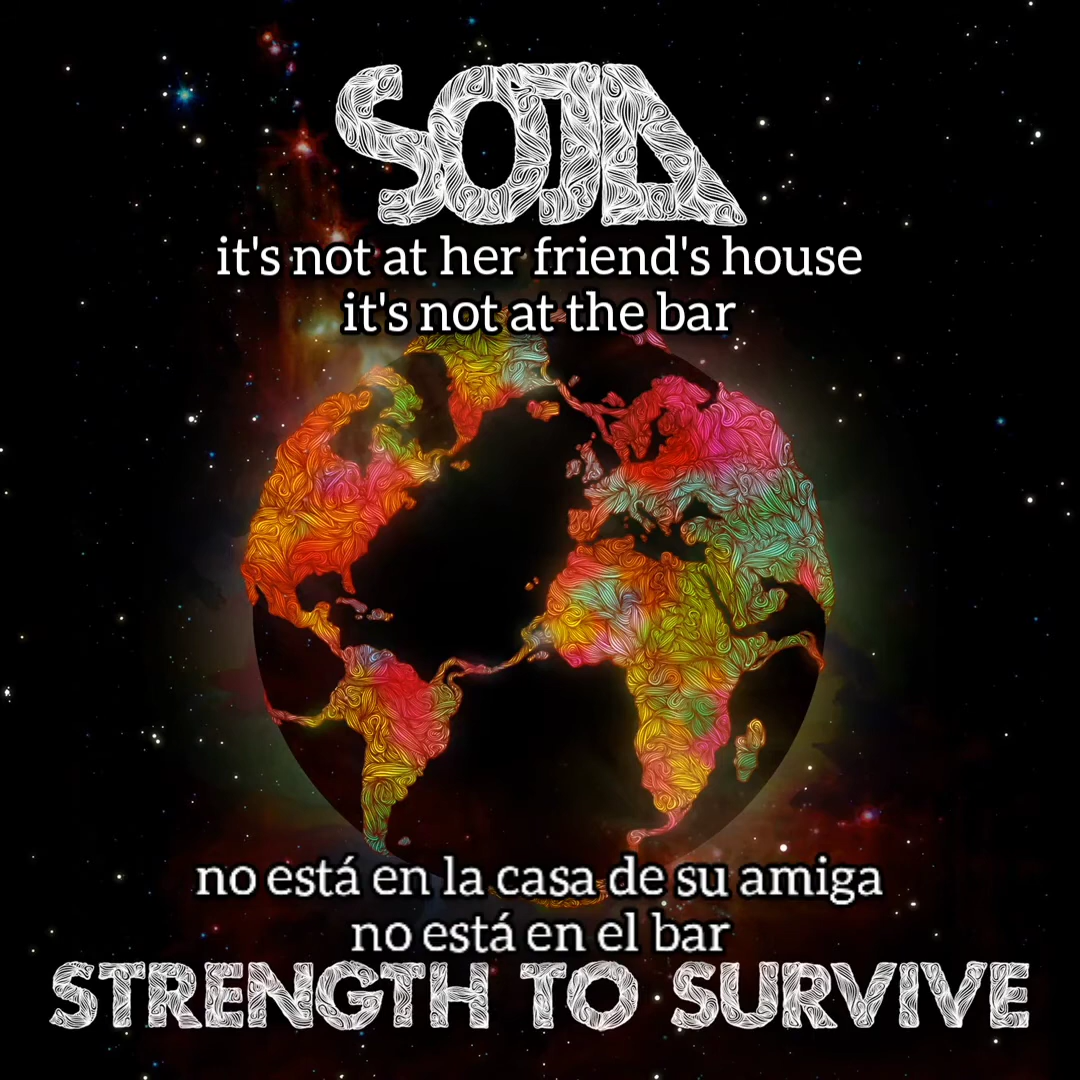 SOJA
it's not at her friend's house
it's not at the bar
no está en la casa de su amiga
no está en el bar
STRENGTH TO SURVIVE